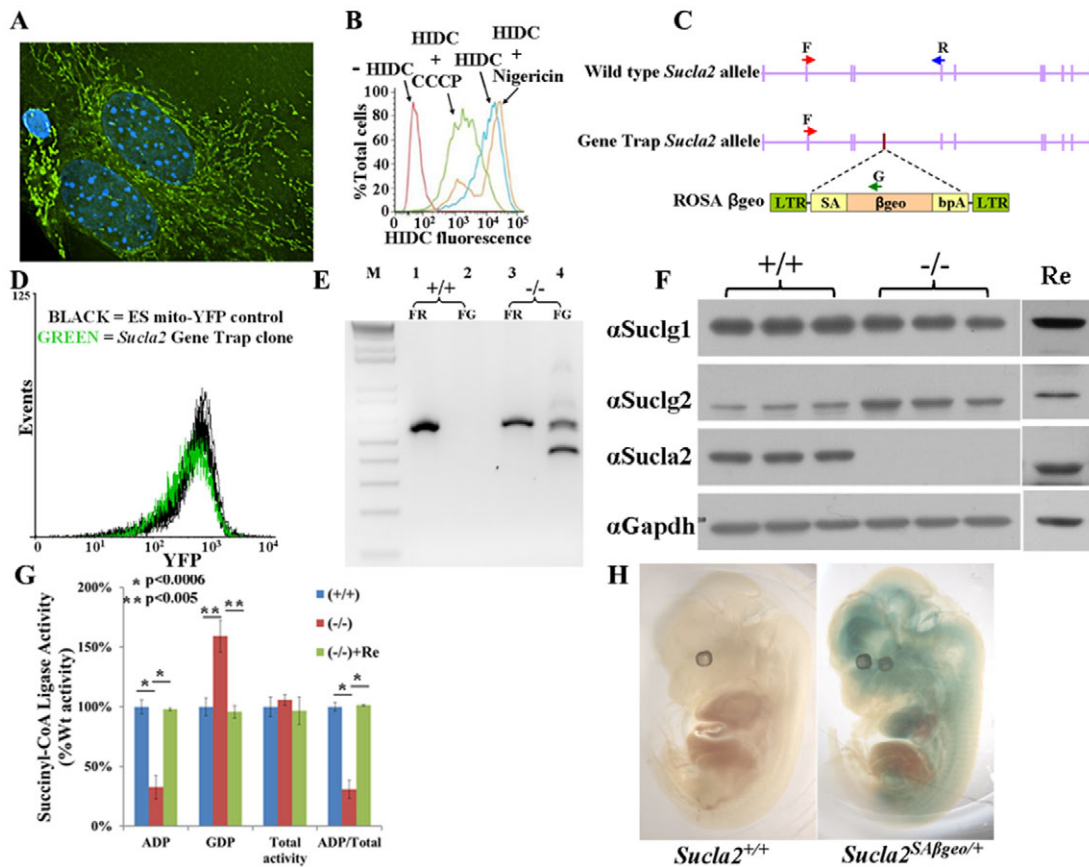 A
B
HIDC
HIDC
+
HIDC
+
- HIDC
CCCP
Nigericin
%Total cells
100
80
60
40
20
0
10² 10³ 10⁴ 10⁵
HIDC fluorescence
C
F
R
Wild type Sucla2 allele
F
Gene Trap Sucla2 allele
G
ROSA βgeo
LTR
SA
βgeo
bpA
LTR
D
125
BLACK = ES mito-YFP control
GREEN = Sucla2 Gene Trap clone
Events
0 10¹ 10² 10³ 10⁴
YFP
E
M 1 2 3 4
+/+ -/-
FR FG FR FG
F
+/+ -/- Re
αSuclg1
αSuclg2
αSucla2
αGapdh
G
* p<0.0006
** p<0.005
Succinyl-CoA Ligase Activity
(%Wt activity)
200%
150%
100%
50%
0%
* *
** **
* *
(+/+)
(-/-)
(-/-)+Re
ADP
GDP
Total
activity
ADP/Total
H
Sucla2+/+
Sucla2SAβgeo/+